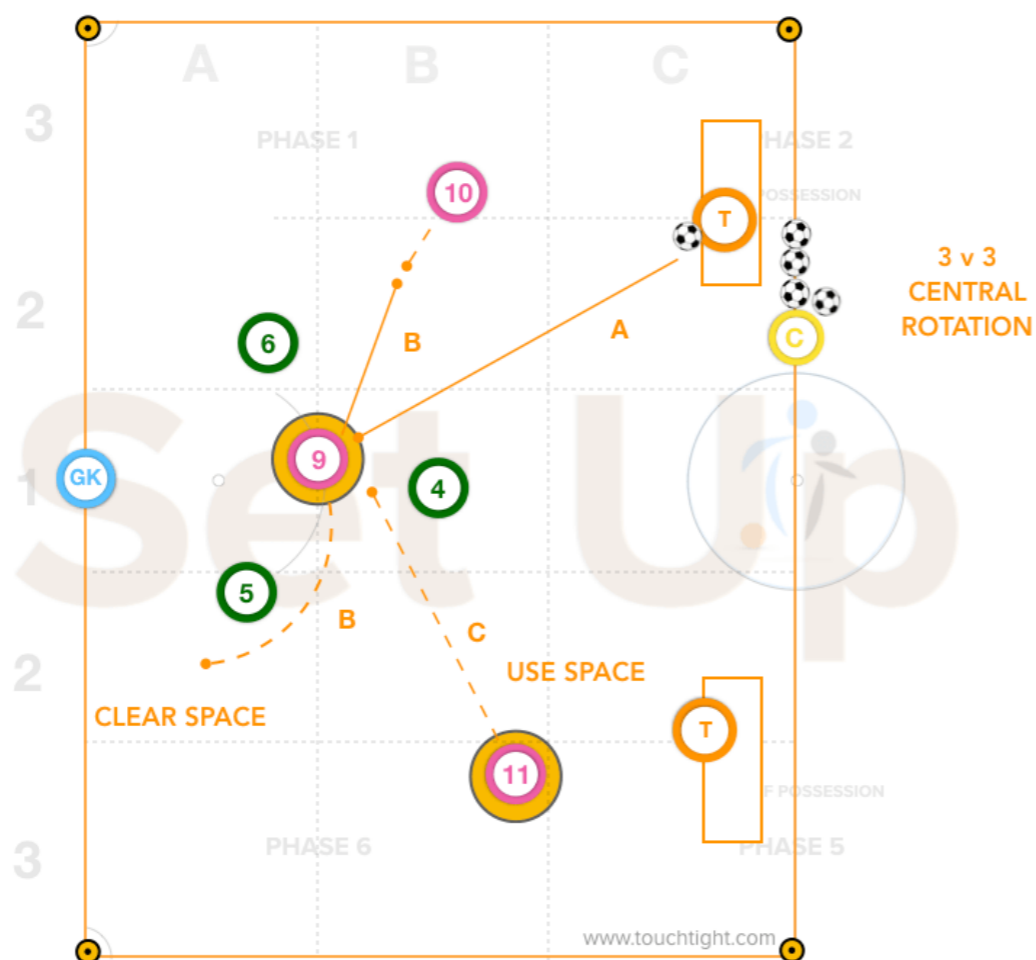 A B C
3
PHASE 1
HASE 2
10
POSSESSION
T
3 v 3
CENTRAL
ROTATION
2
B
A
C
6
Set Up
9
GK
1
4
5
B
C
2
USE SPACE
CLEAR SPACE
T
11
F POSSESSION
3
PHASE 6
PHASE 5
www.touchtight.com